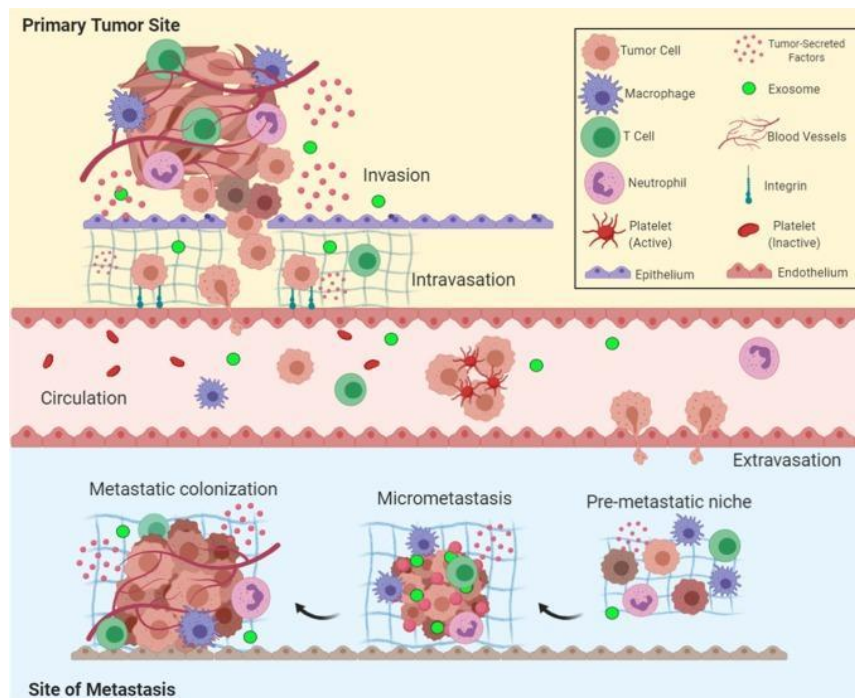 Primary Tumor Site
Tumor Cell
Tumor-Secreted
Factors
Macrophage
Exosome
T Cell
Blood Vessels
Neutrophil
Integrin
Platelet
(Active)
Platelet
(Inactive)
Epithelium
Endothelium
Invasion
Intravasation
Circulation
Extravasation
Metastatic colonization
Micrometastasis
Pre-metastatic niche
Site of Metastasis